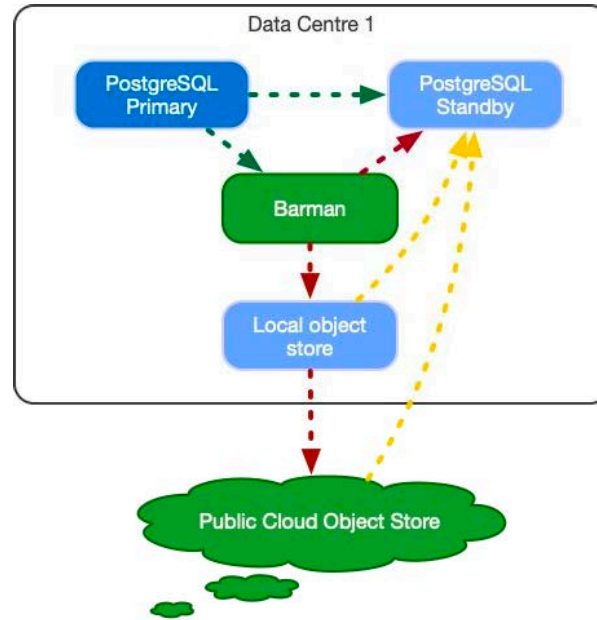 Data Centre 1
PostgreSQL
Primary
PostgreSQL
Standby
Barman
Local object
store
Public Cloud Object Store